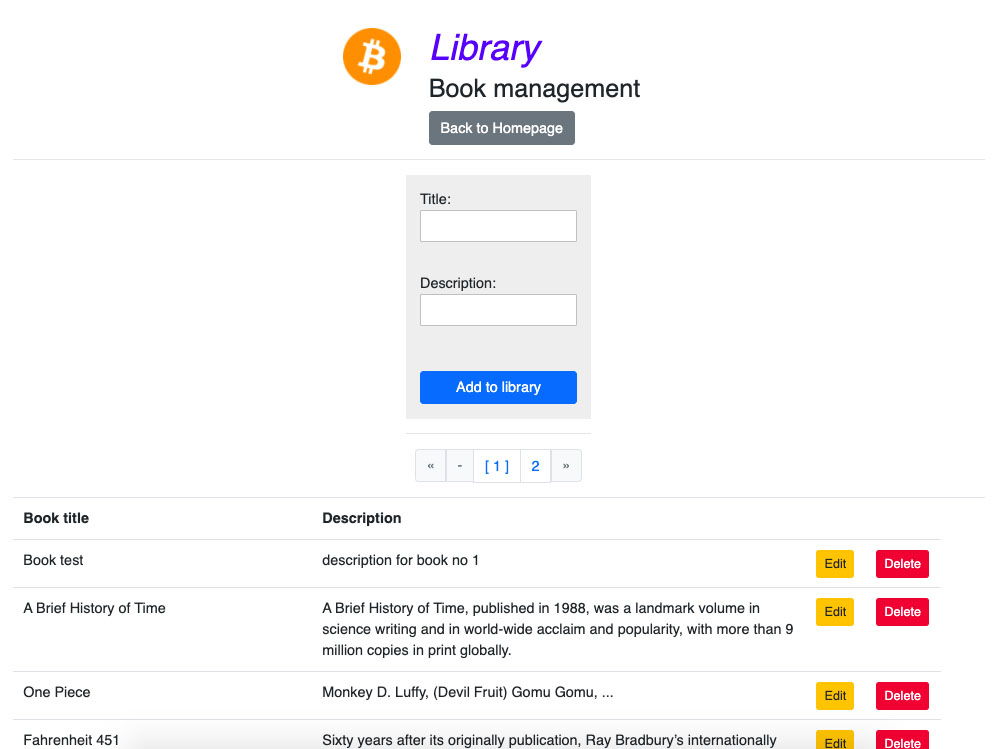 Library
Book management
Back to Homepage
Title:
Description:
Add to library
« - [ 1 ] 2 »
Book title Description
Book test description for book no 1 Edit Delete
A Brief History of Time A Brief History of Time, published in 1988, was a landmark volume in Edit Delete
science writing and in world-wide acclaim and popularity, with more than 9
million copies in print globally.
One Piece Monkey D. Luffy, (Devil Fruit) Gomu Gomu, ... Edit Delete
Fahrenheit 451 Sixty years after its originally publication, Ray Bradbury’s internationally Edit Delete